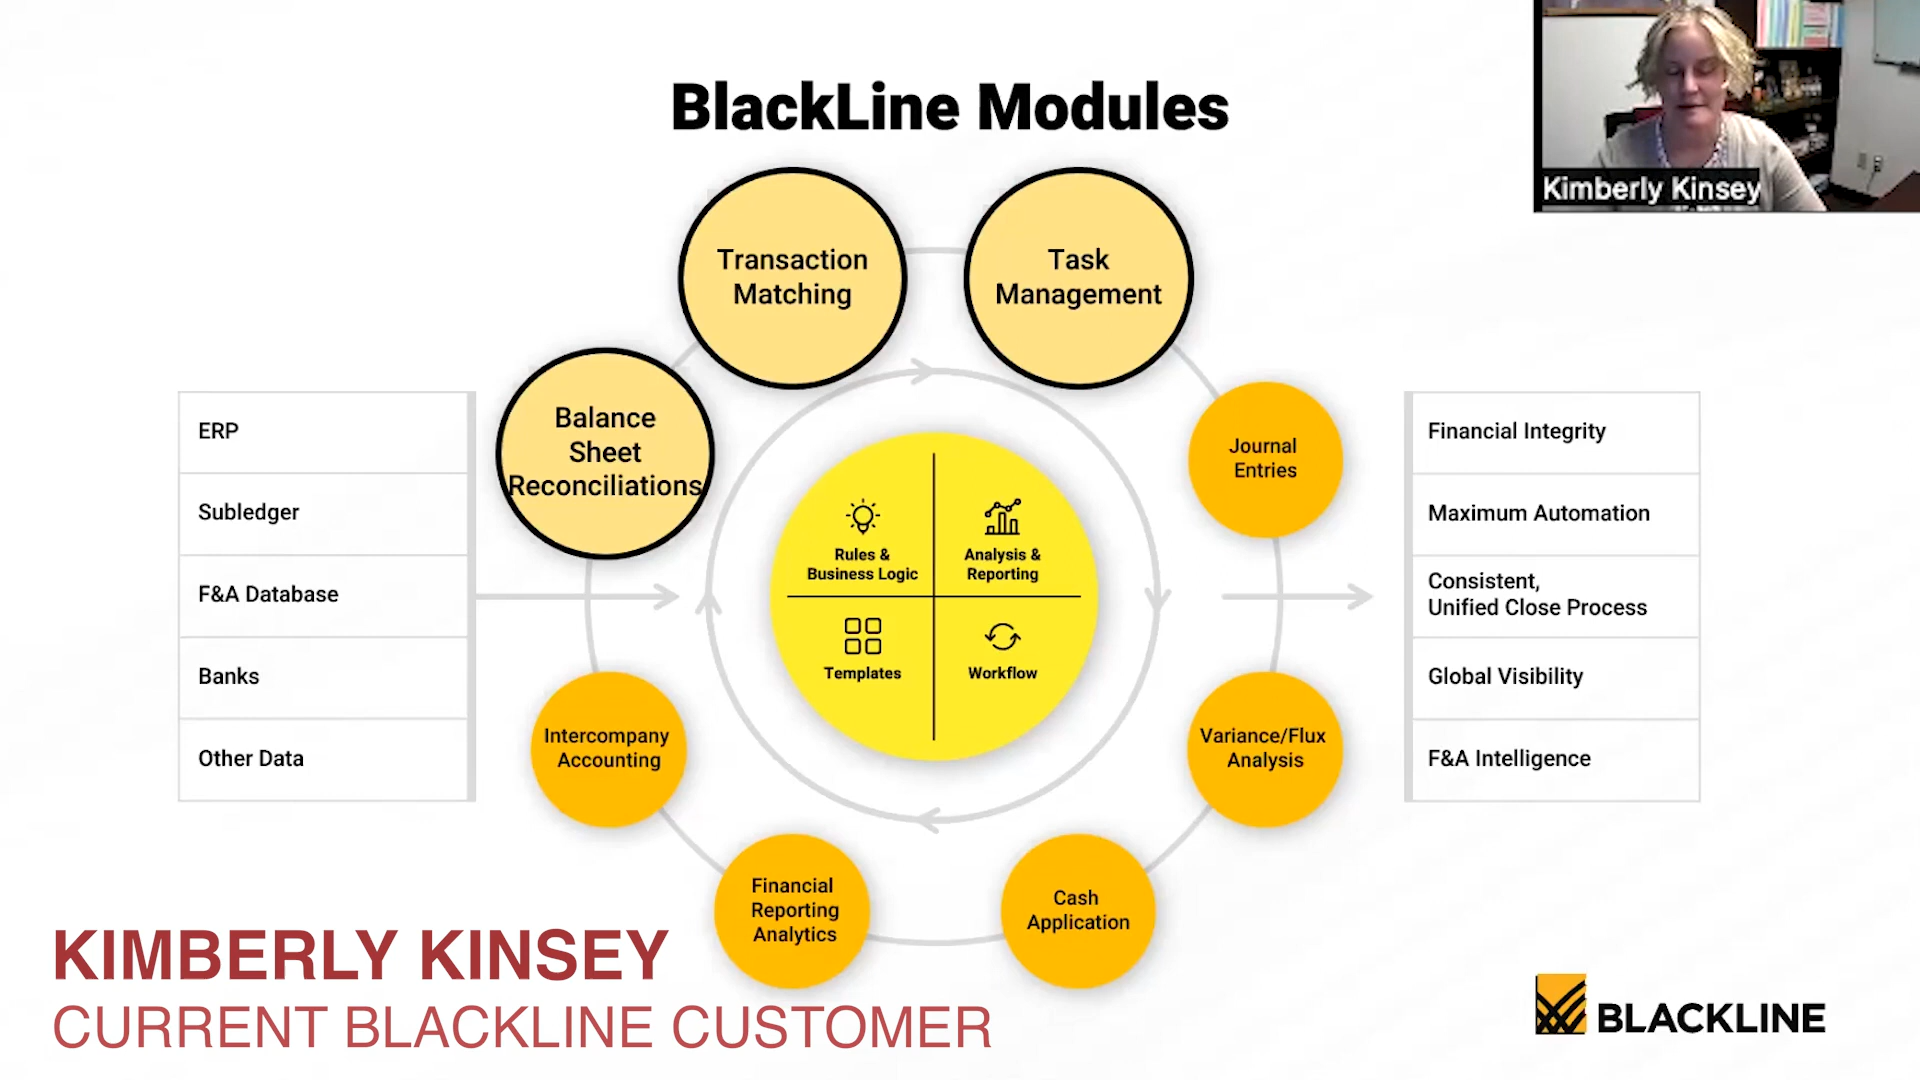 BlackLine Modules
Kimberly Kinsey
Transaction
Matching
Task
Management
Balance
Sheet
Reconciliations
Journal
Entries
ERP
Subledger
F&A Database
Banks
Other Data
Rules &
Business Logic
Analysis &
Reporting
Templates
Workflow
Financial Integrity
Maximum Automation
Consistent,
Unified Close Process
Global Visibility
F&A Intelligence
Intercompany
Accounting
Variance/Flux
Analysis
Financial
Reporting
Analytics
Cash
Application
KIMBERLY KINSEY
CURRENT BLACKLINE CUSTOMER
BLACKLINE